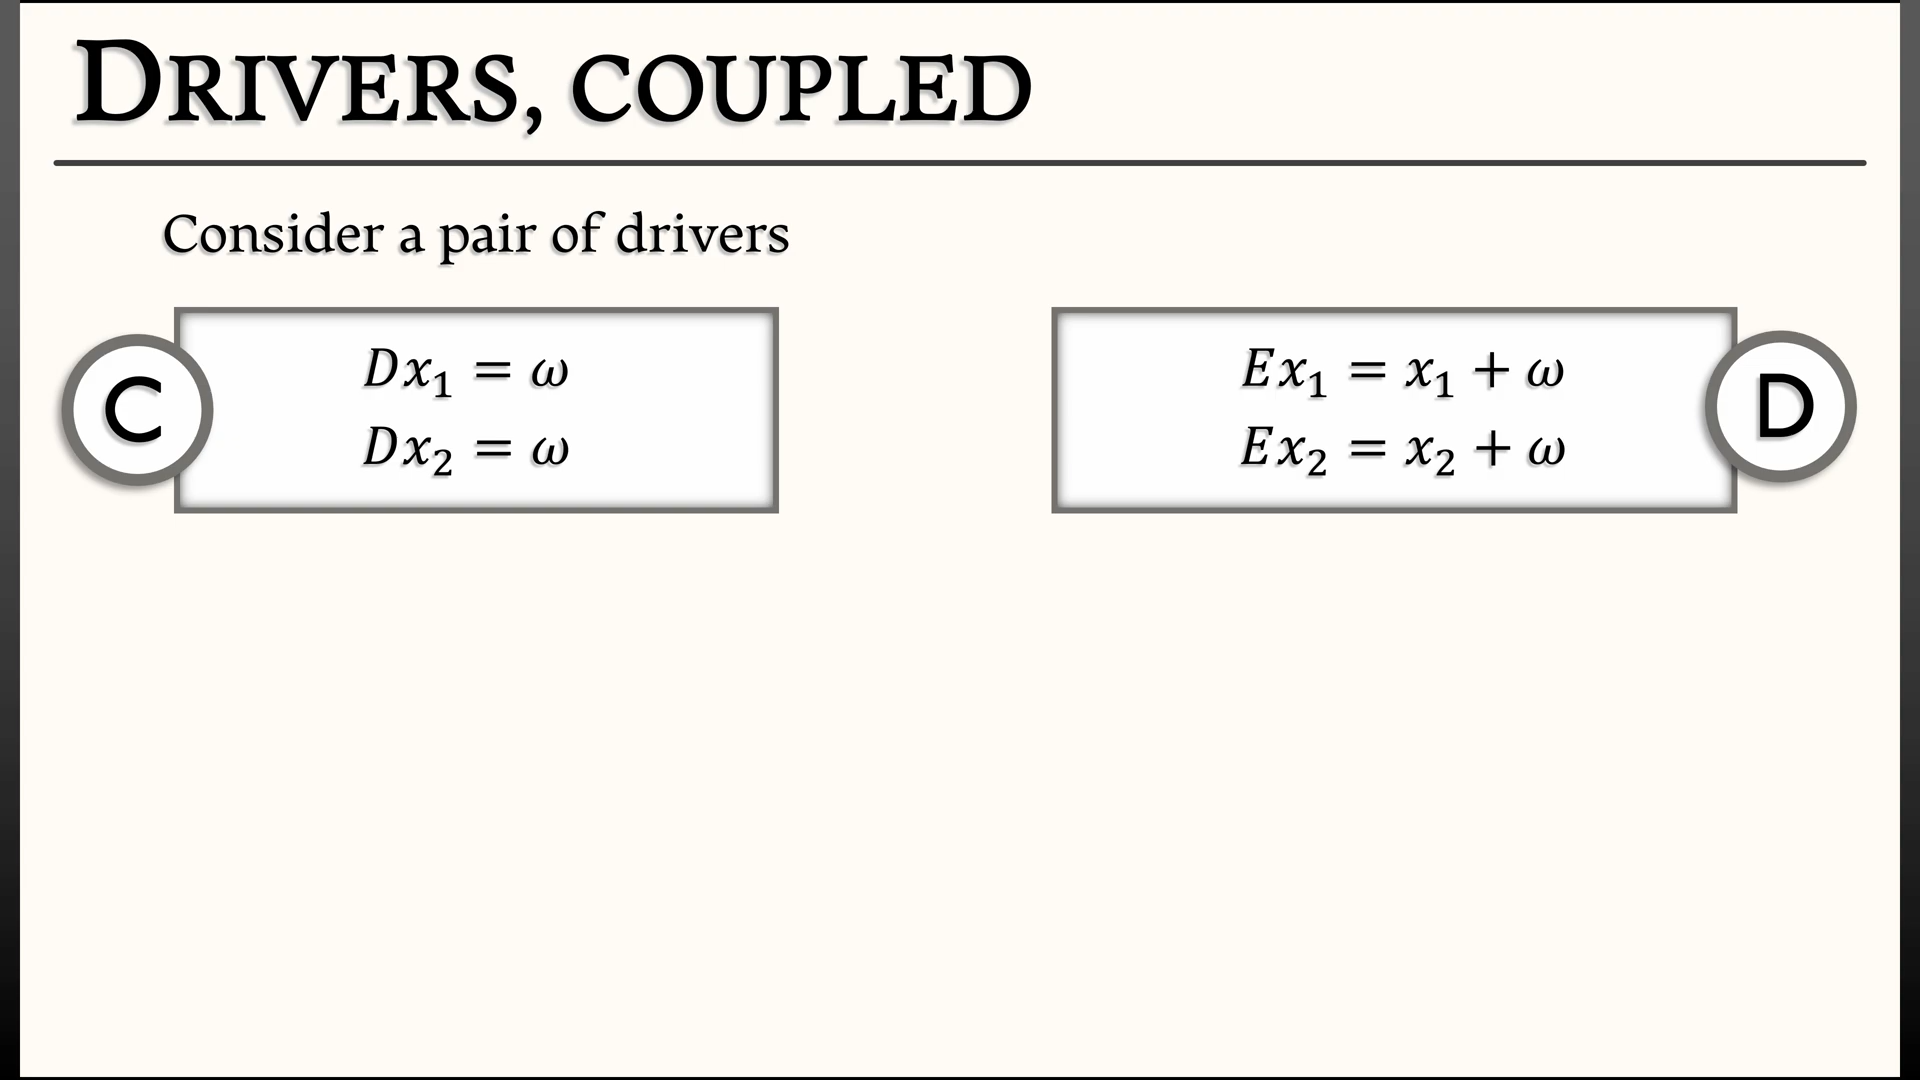 DRIVERS, COUPLED
Consider a pair of drivers
C
Dx₁ = ω
Dx₂ = ω
Ex₁ = x₁ + ω
Ex₂ = x₂ + ω
D